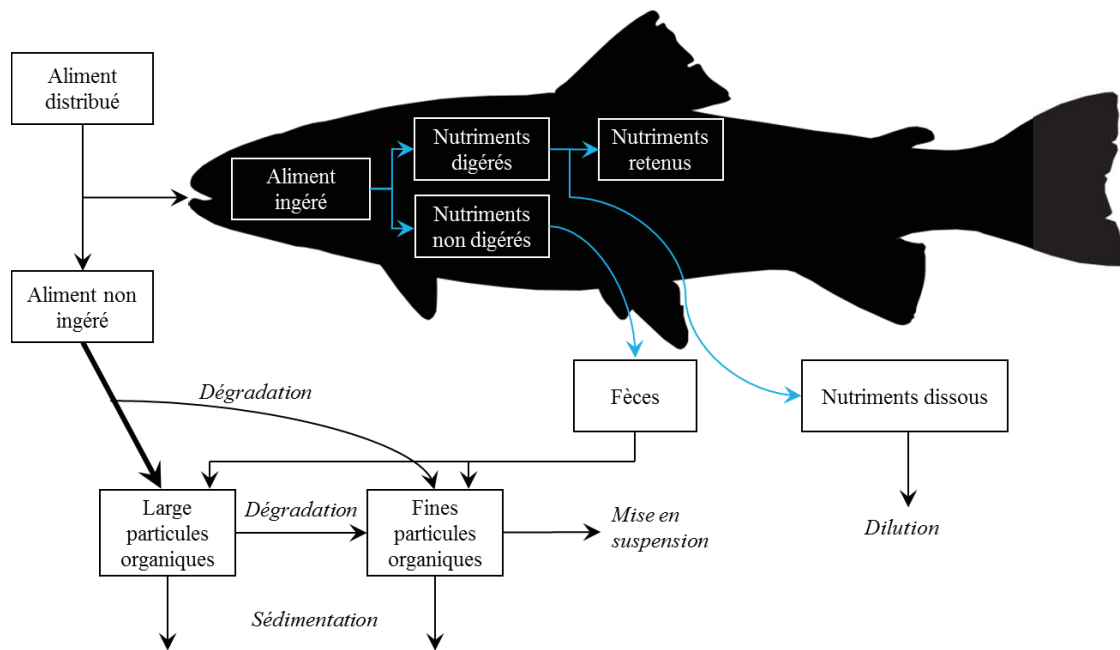 Aliment
distribué
Nutriments
digérés
Nutriments
retenus
Aliment
ingéré
Nutriments
non digérés
Aliment non
ingéré
Dégradation
Fèces
Nutriments dissous
Large
particules
organiques
Dégradation
Fines
particules
organiques
Mise en
suspension
Dilution
Sédimentation